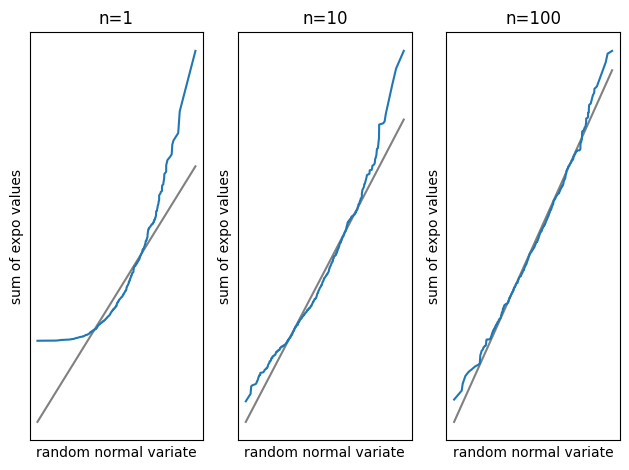 n=1
n=10
n=100
sum of expo values
sum of expo values
sum of expo values
random normal variate
random normal variate
random normal variate